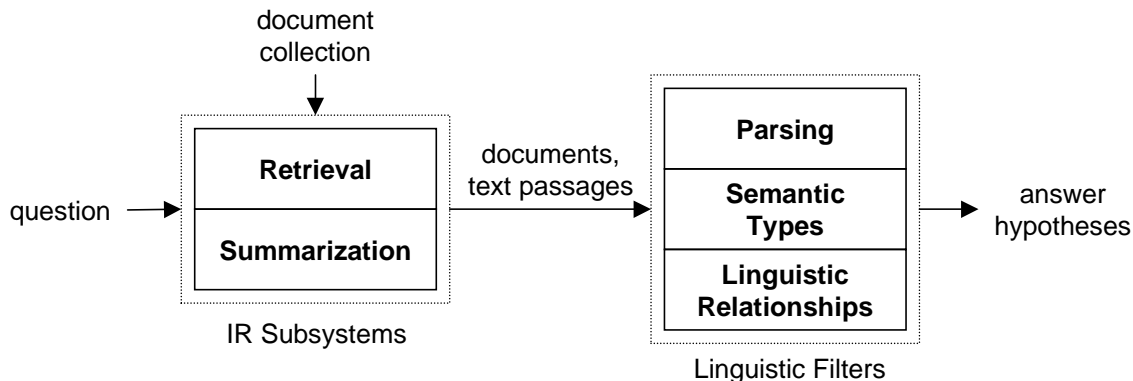 document
collection
question
Retrieval
Summarization
IR Subsystems
documents,
text passages
Parsing
Semantic
Types
Linguistic
Relationships
Linguistic Filters
answer
hypotheses